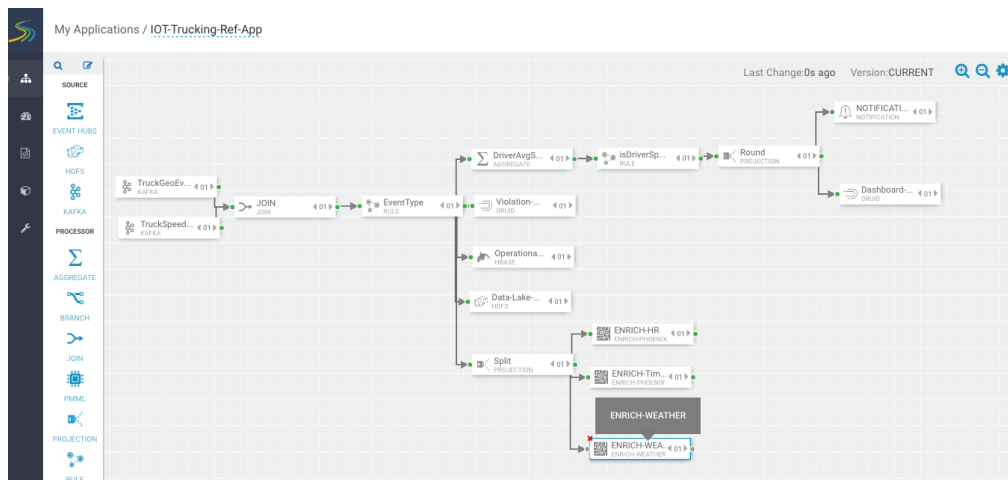 My Applications / IOT-Trucking-Ref-App
Last Change:0s ago Version:CURRENT
SOURCE
EVENT HUBS
HDFS
KAFKA
PROCESSOR
AGGREGATE
BRANCH
JOIN
PMML
PROJECTION
RULE
TruckGeoEv... 01
KAFKA
TruckSpeed... 01
KAFKA
JOIN 01
JOIN
EventType 01
RULE
DriverAvgS... 01
AGGREGATE
isDriverSp... 01
RULE
Round 01
PROJECTION
NOTIFICATI... 01
NOTIFICATION
Dashboard-... 01
DRUID
Violation-... 01
DRUID
Operationa... 01
HBASE
Data-Lake-... 01
HDFS
Split 01
PROJECTION
ENRICH-HR 01
ENRICH-PHOENIX
ENRICH-Tim... 01
ENRICH-PHOENIX
ENRICH-WEATHER
ENRICH-WEA... 01
ENRICH-WEATHER